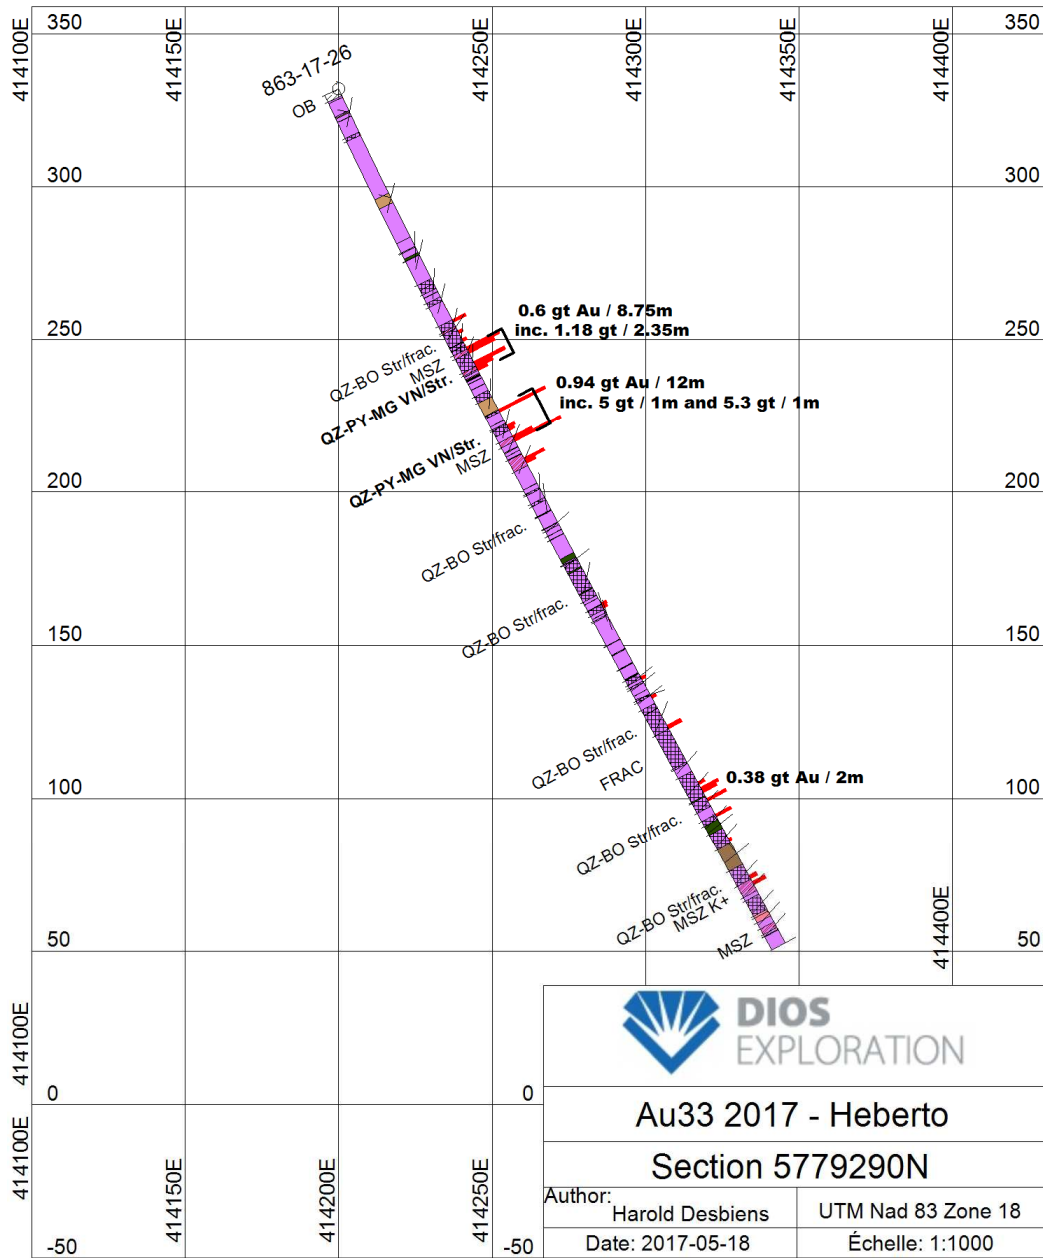 414100E
414150E
414250E
414300E
414350E
414400E
350
350
863-17-26
OB
300
300
0.6 gt Au / 8.75m
inc. 1.18 gt / 2.35m
250
250
QZ-BO Str/frac.
MSZ
QZ-PY-MG VN/Str.
0.94 gt Au / 12m
inc. 5 gt / 1m and 5.3 gt / 1m
QZ-PY-MG VN/Str.
MSZ
200
200
QZ-BO Str/frac.
QZ-BO Str/frac.
150
150
QZ-BO Str/frac.
FRAC
0.38 gt Au / 2m
100
100
QZ-BO Str/frac.
QZ-BO Str/frac.
MSZ K+
MSZ
414400E
50
50
DIOS
EXPLORATION
414100E
0
0
Au33 2017 - Heberto
414100E
414150E
414200E
414250E
Section 5779290N
Author:
Harold Desbiens
UTM Nad 83 Zone 18
Date: 2017-05-18
Échelle: 1:1000
-50
-50